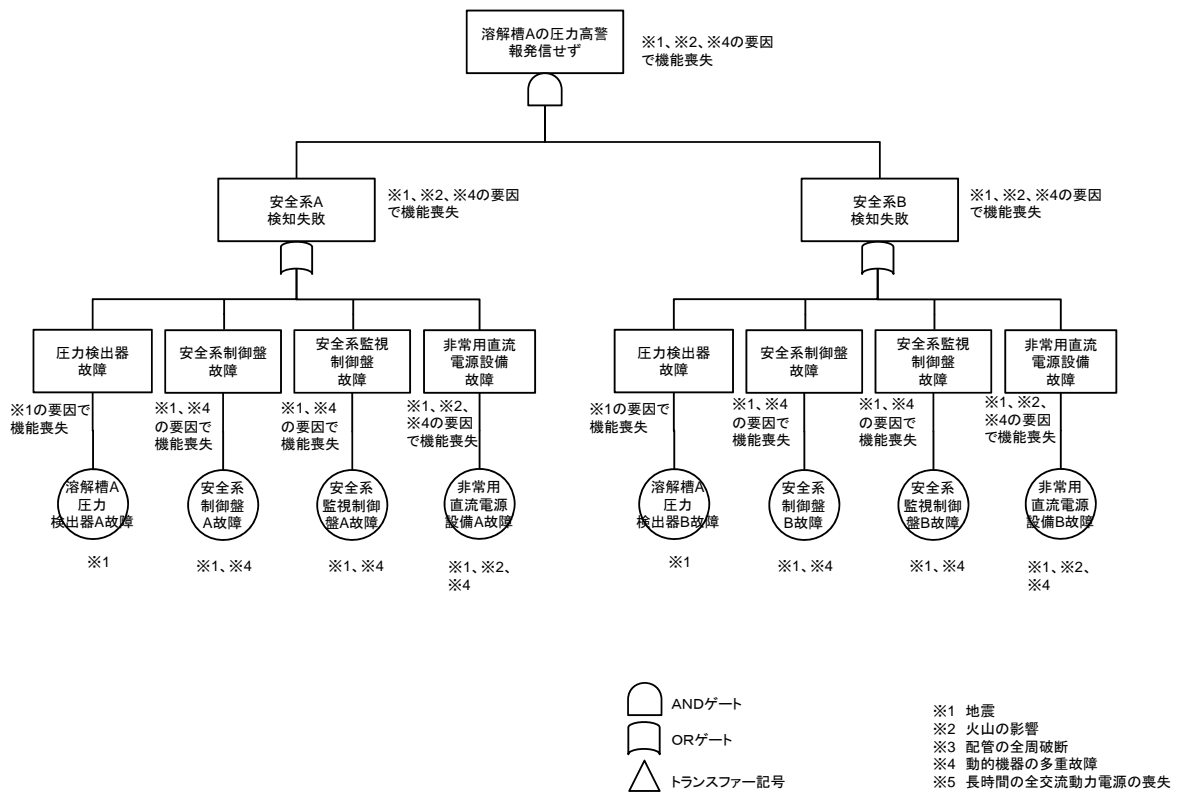 溶解槽Aの圧力高警
報発信せず
※1、※2、※4の要因
で機能喪失
安全系A
検知失敗
※1、※2、※4の要因
で機能喪失
安全系B
検知失敗
※1、※2、※4の要因
で機能喪失
圧力検出器
故障
安全系制御盤
故障
安全系監視
制御盤
故障
非常用直流
電源設備
故障
圧力検出器
故障
安全系制御盤
故障
安全系監視
制御盤
故障
非常用直流
電源設備
故障
※1の要因で
機能喪失
※1、※4
の要因で
機能喪失
※1、※4
の要因で
機能喪失
※1、※2、
※4の要因
で機能喪失
※1の要因で
機能喪失
※1、※4
の要因で
機能喪失
※1、※4
の要因で
機能喪失
※1、※2、
※4の要因
で機能喪失
溶解槽A
圧力
検出器A故障
安全系
制御盤
A故障
安全系
監視制御
盤A故障
非常用
直流電源
設備A故障
溶解槽A
圧力
検出器B故障
安全系
制御盤
B故障
安全系
監視制御
盤B故障
非常用
直流電源
設備B故障
※1
※1、※4
※1、※4
※1、※2、
※4
※1
※1、※4
※1、※4
※1、※2、
※4
ANDゲート
ORゲート
トランスファー記号
※1 地震
※2 火山の影響
※3 配管の全周破断
※4 動的機器の多重故障
※5 長時間の全交流動力電源の喪失